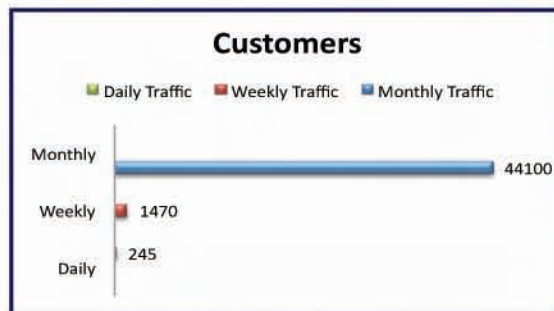 Customers
Daily Traffic Weekly Traffic Monthly Traffic
Monthly
44100
Weekly 1470
245
Daily